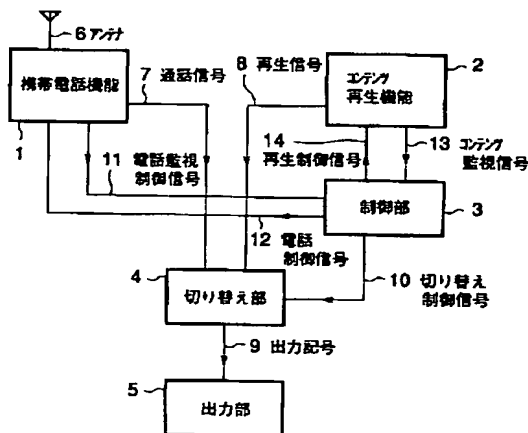 6 アンテナ
携帯電話機能
1
7 通話信号
8 再生信号
コンテンツ
再生機能
2
14
再生制御信号
13 コンテンツ
監視信号
11 電話監視
制御信号
制御部
3
12 電話
制御信号
4
切り替え部
10 切り替え
制御信号
9 出力記号
5
出力部